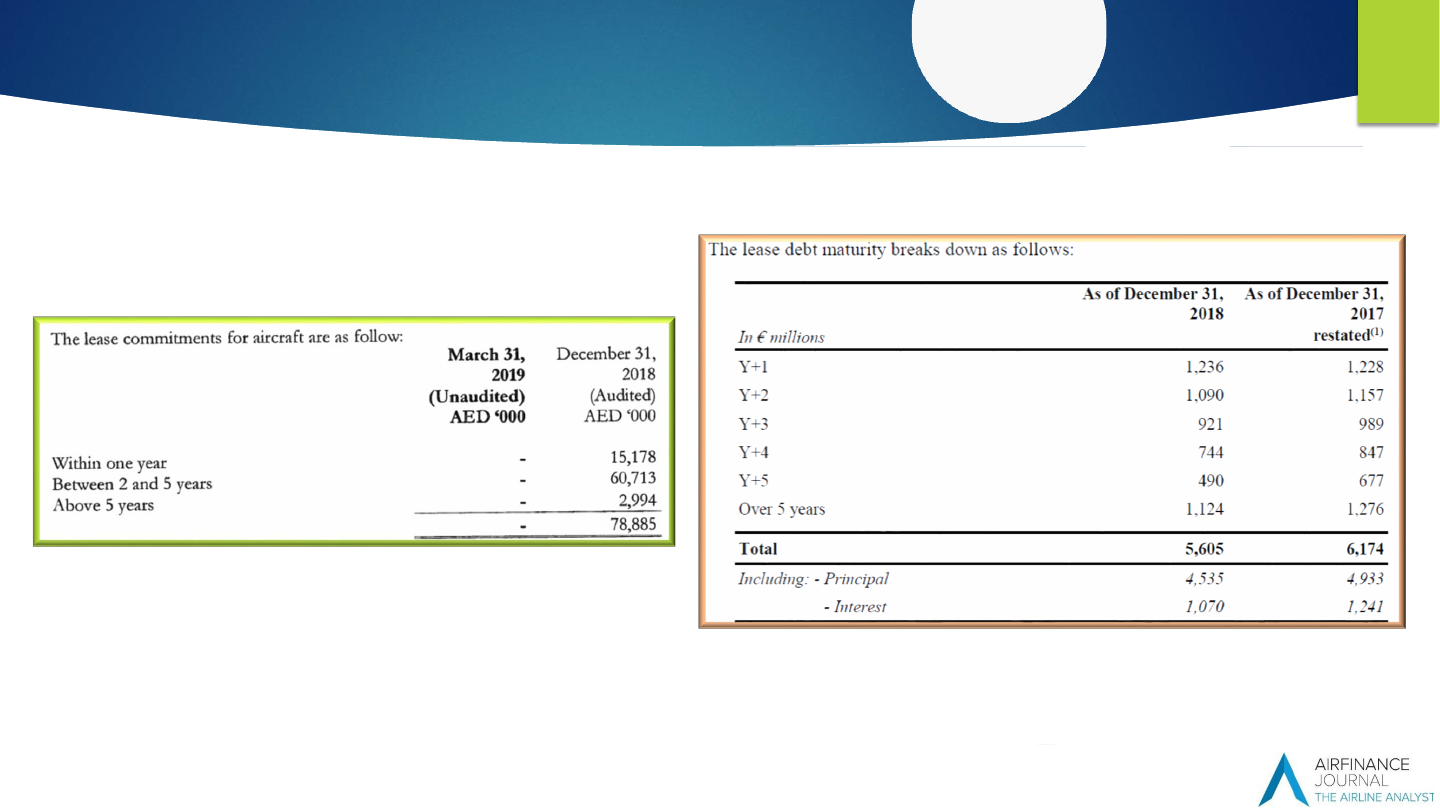 The lease commitments for aircraft are as follow:
March 31, December 31,
2019 2018
(Unaudited) (Audited)
AED ‘000 AED ‘000
Within one year - 15,178
Between 2 and 5 years - 60,713
Above 5 years - 2,994
- 78,885
The lease debt maturity breaks down as follows:
As of December 31, As of December 31,
2018 2017
In € millions restated(1)
Y+1 1,236 1,228
Y+2 1,090 1,157
Y+3 921 989
Y+4 744 847
Y+5 490 677
Over 5 years 1,124 1,276
Total 5,605 6,174
Including: - Principal 4,535 4,933
- Interest 1,070 1,241
AIRFINANCE
JOURNAL
THE AIRLINE ANALYST